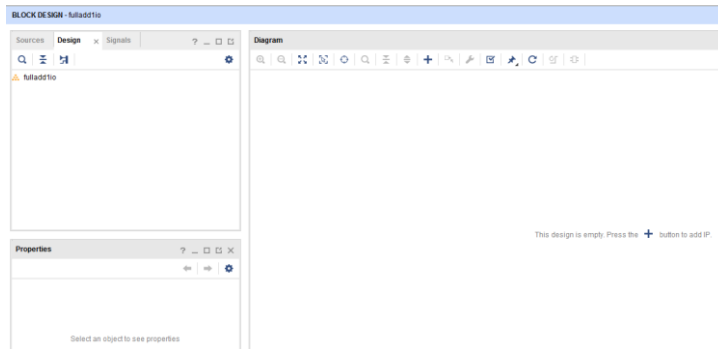 BLOCK DESIGN - fulladd1io
Sources Design Signals
fulladd1io
Properties
Select an object to see properties
Diagram
This design is empty. Press the + button to add IP.